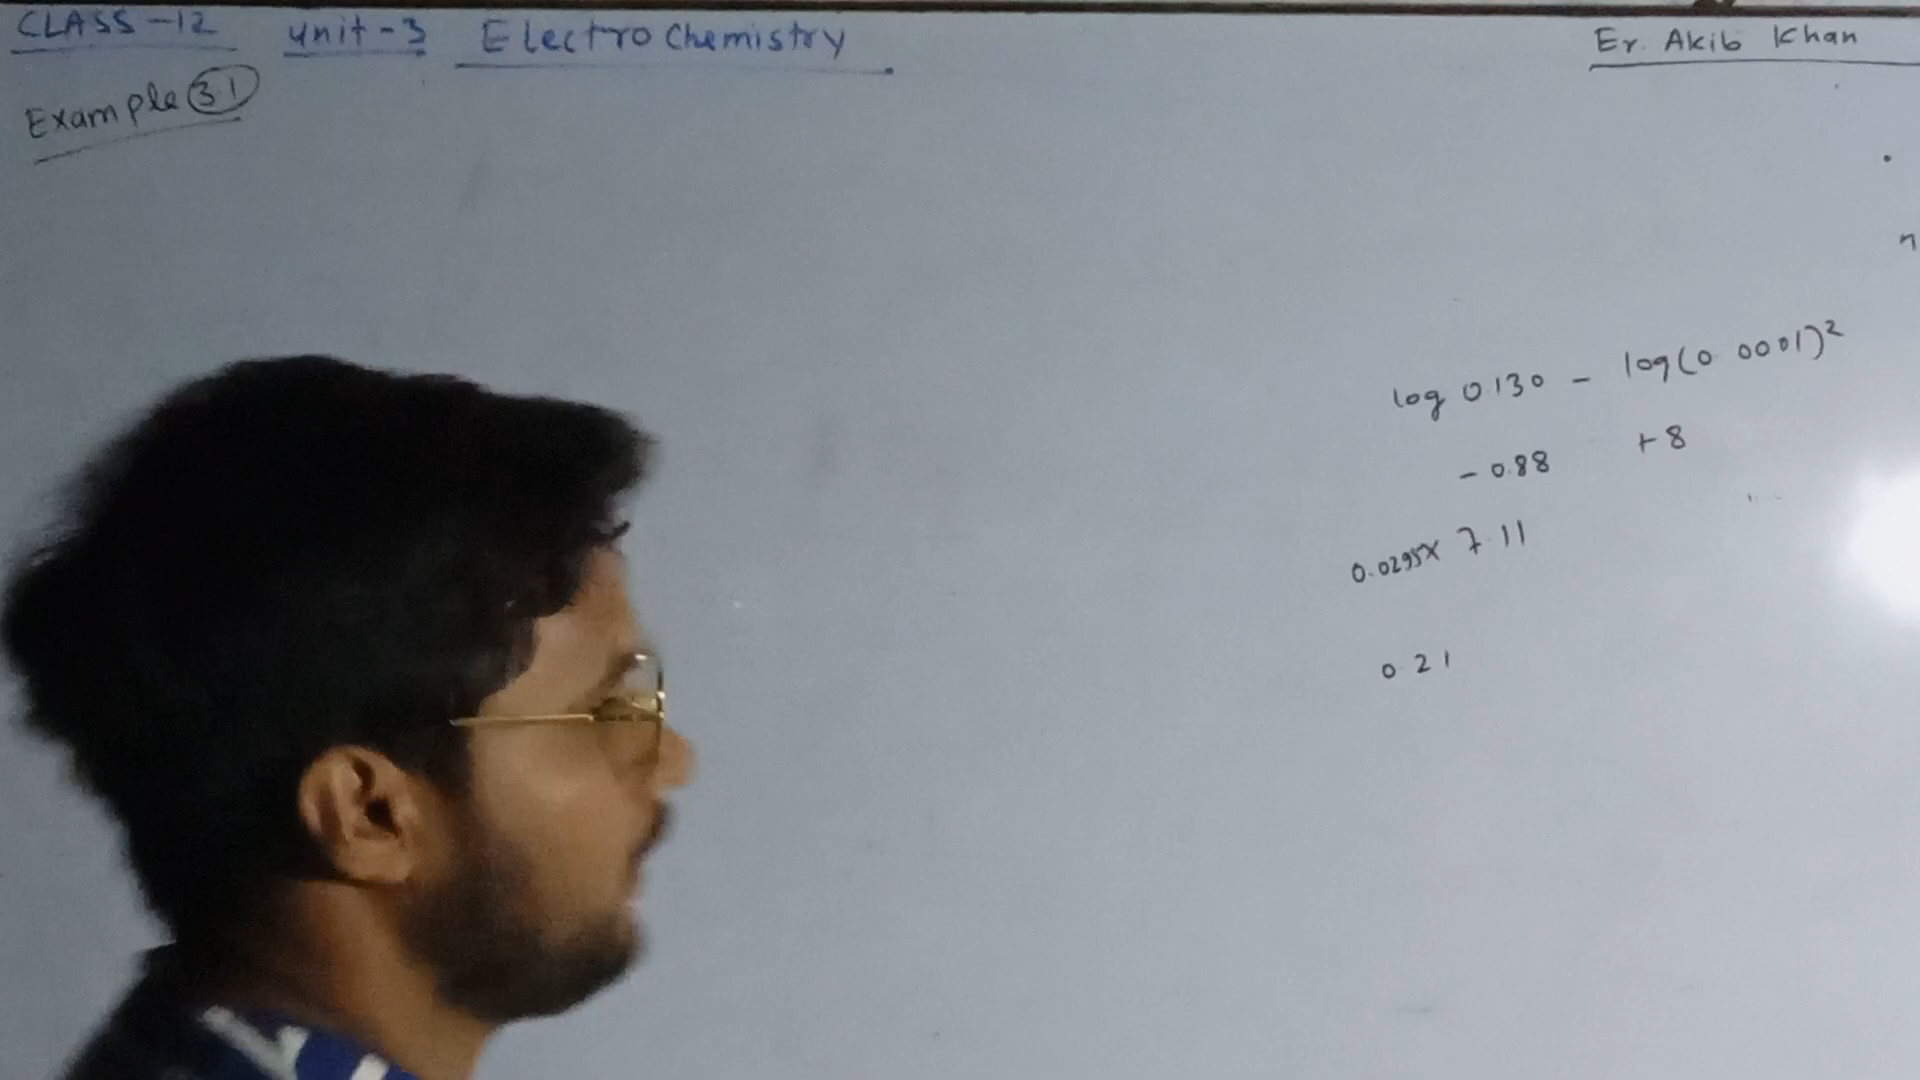 CLASS-12 unit-3 Electro Chemistry Er. Akib Khan
Example 3.1
n
log 0.130 - log(0.0001)²
- 0.88 + 8
0.0295x 7.11
0.21